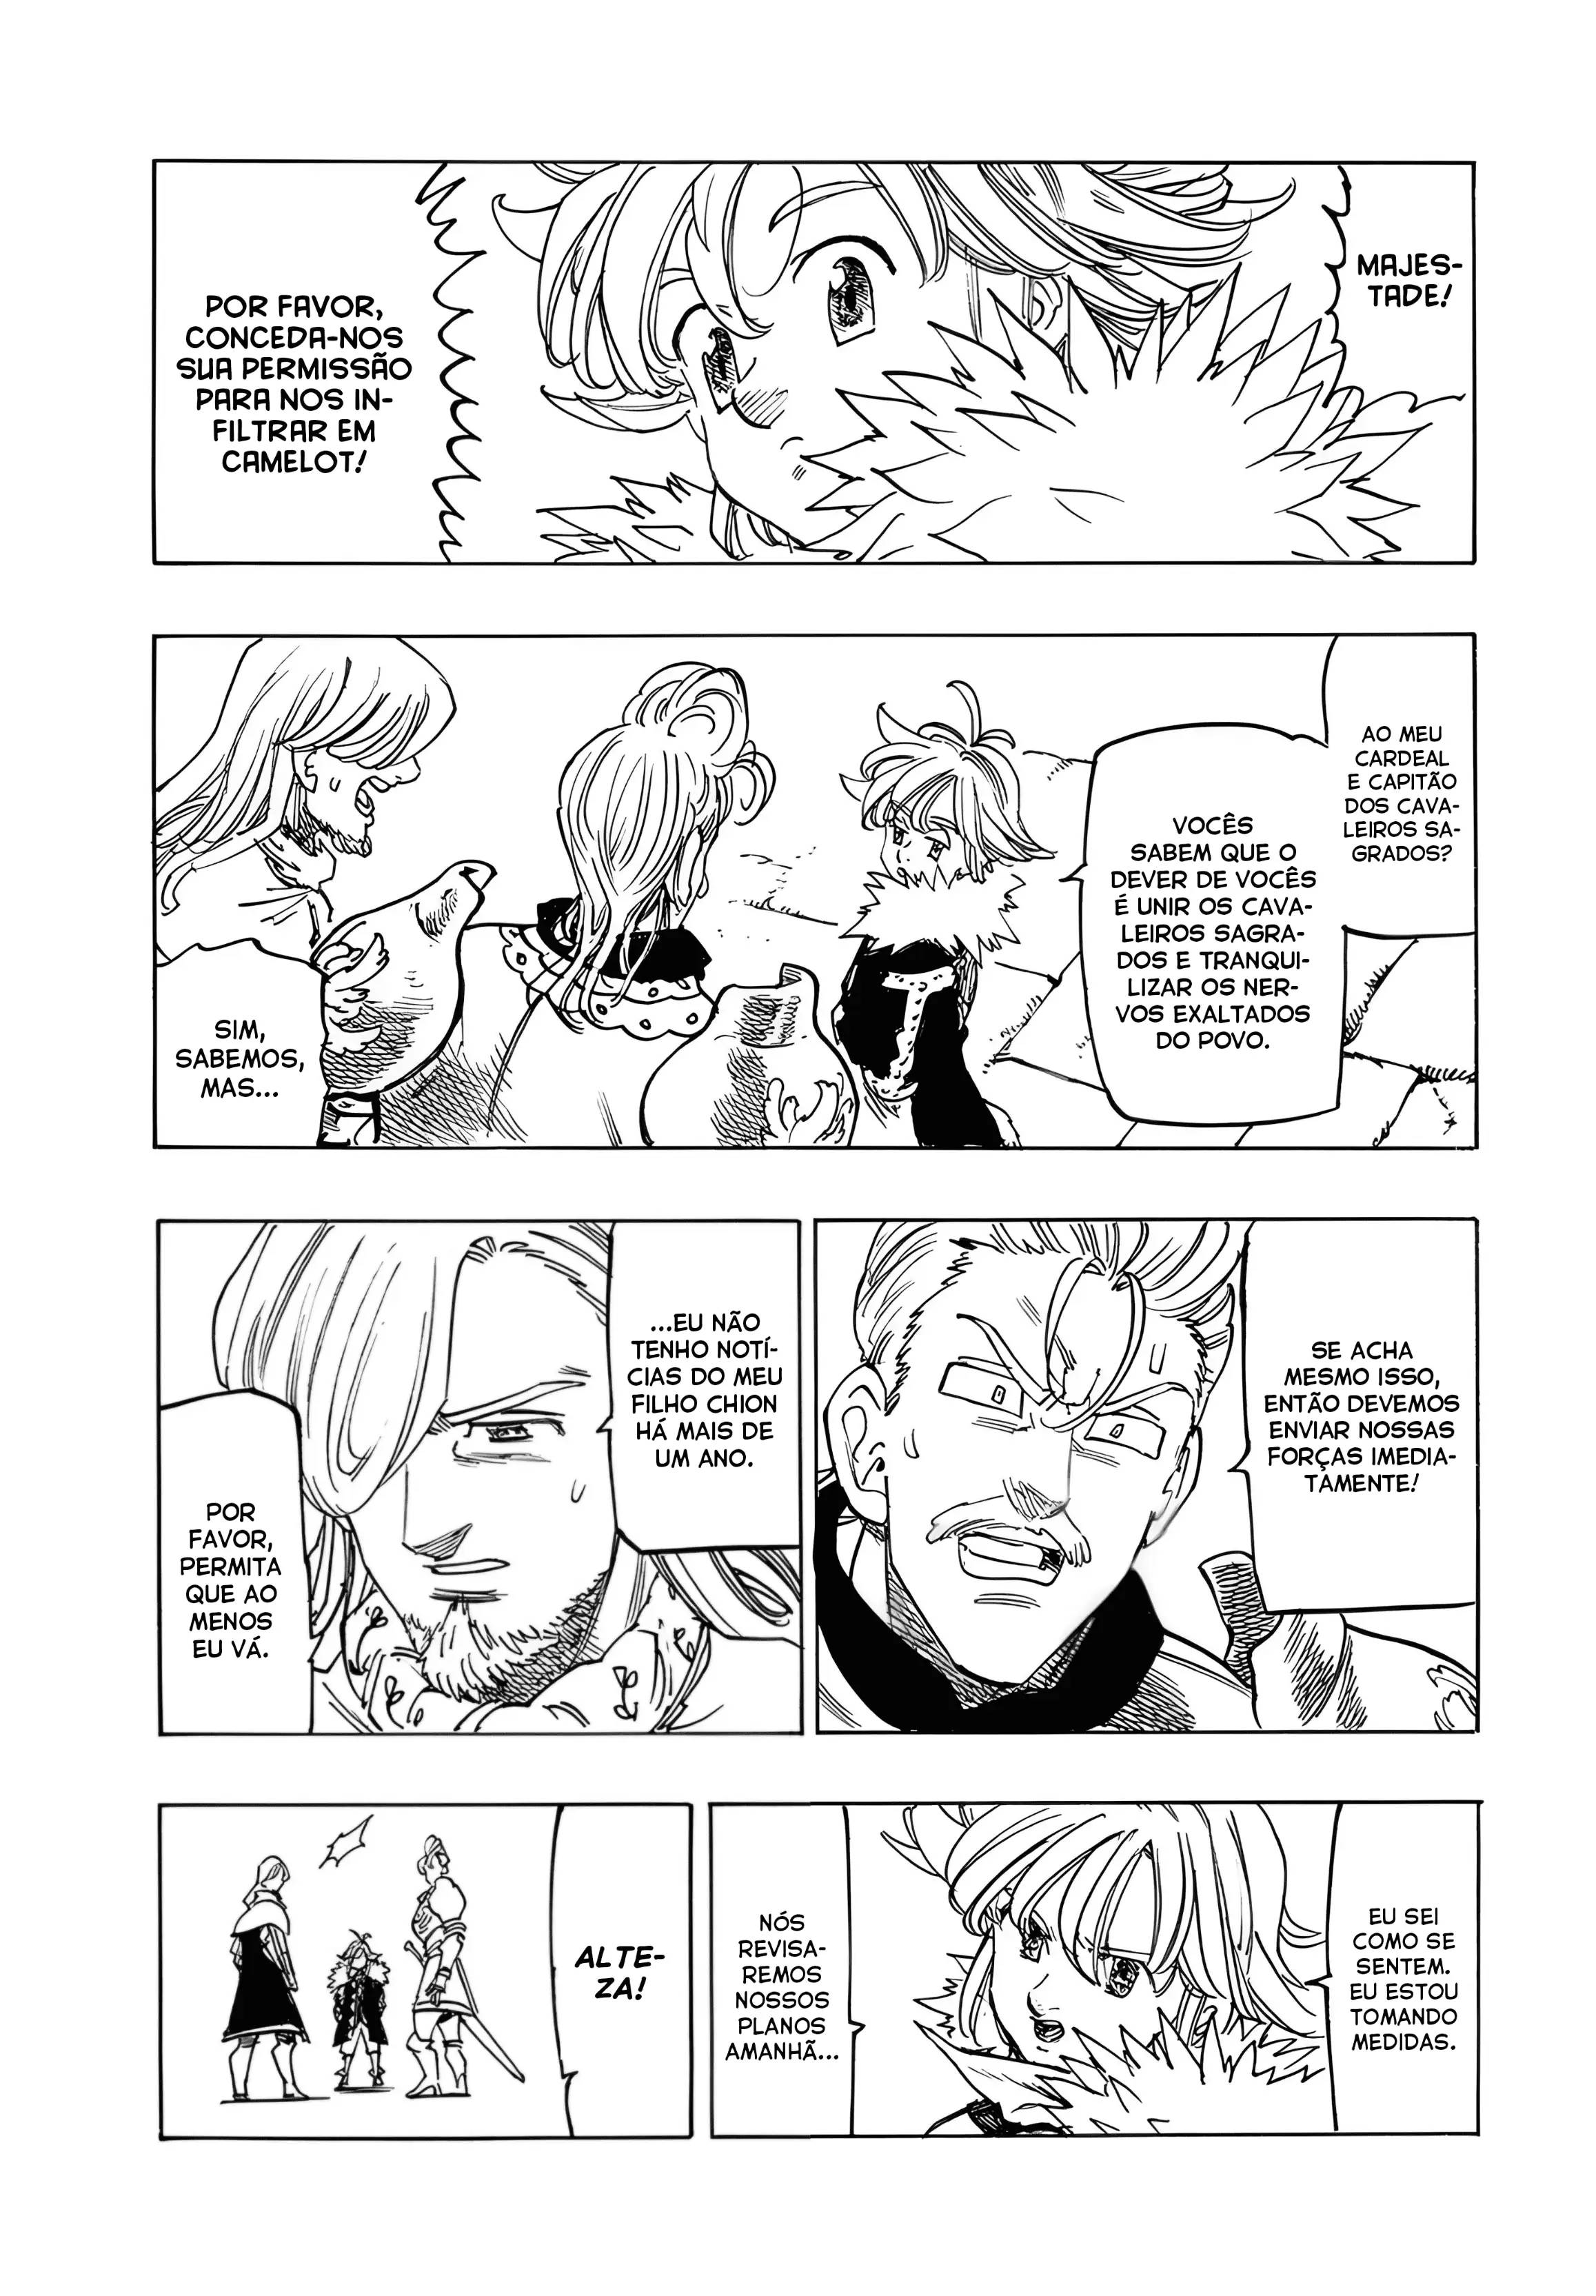 MAJES-
TADE!
POR FAVOR,
CONCEDA-NOS
SUA PERMISSÃO
PARA NOS IN-
FILTRAR EM
CAMELOT!
AO MEU
CARDEAL
E CAPITÃO
DOS CAVA-
LEIROS SA-
GRADOS?
VOCÊS
SABEM QUE O
DEVER DE VOCÊS
É UNIR OS CAVA-
LEIROS SAGRA-
DOS E TRANQUI-
LIZAR OS NER-
VOS EXALTADOS
DO POVO.
SIM,
SABEMOS,
MAS...
SE ACHA
MESMO ISSO,
ENTÃO DEVEMOS
ENVIAR NOSSAS
FORÇAS IMEDIA-
TAMENTE!
...EU NÃO
TENHO NOTÍ-
CIAS DO MEU
FILHO CHION
HÁ MAIS DE
UM ANO.
POR
FAVOR,
PERMITA
QUE AO
MENOS
EU VÁ.
EU SEI
COMO SE
SENTEM.
EU ESTOU
TOMANDO
MEDIDAS.
NÓS
REVISA-
REMOS
NOSSOS
PLANOS
AMANHÃ...
ALTE-
ZA!